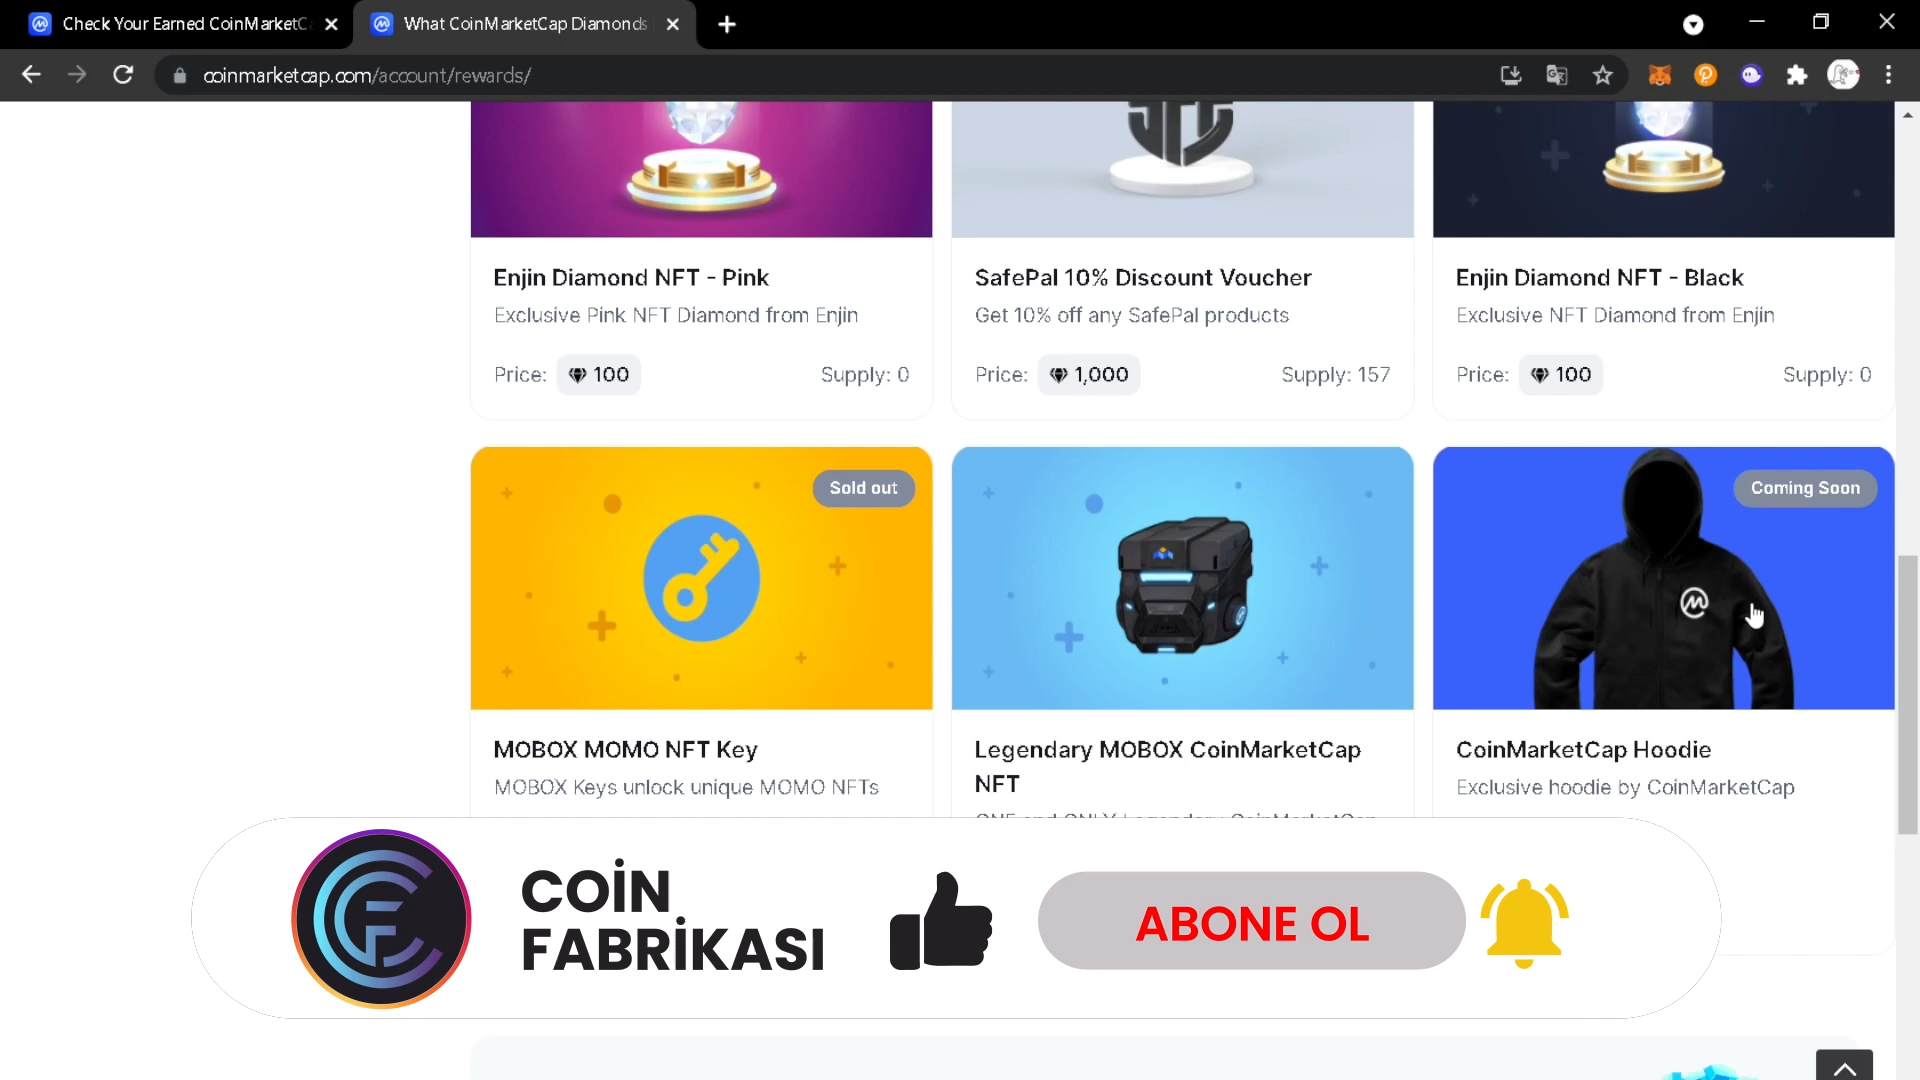 Check Your Earned CoinMarketC
What CoinMarketCap Diamonds
coinmarketcap.com/account/rewards/
Enjin Diamond NFT - Pink
Exclusive Pink NFT Diamond from Enjin
Price: 100
Supply: 0
SafePal 10% Discount Voucher
Get 10% off any SafePal products
Price: 1,000
Supply: 157
Enjin Diamond NFT - Black
Exclusive NFT Diamond from Enjin
Price: 100
Supply: 0
Sold out
MOBOX MOMO NFT Key
MOBOX Keys unlock unique MOMO NFTs
Legendary MOBOX CoinMarketCap
NFT
Coming Soon
CoinMarketCap Hoodie
Exclusive hoodie by CoinMarketCap
COİN
FABRİKASI
ABONE OL